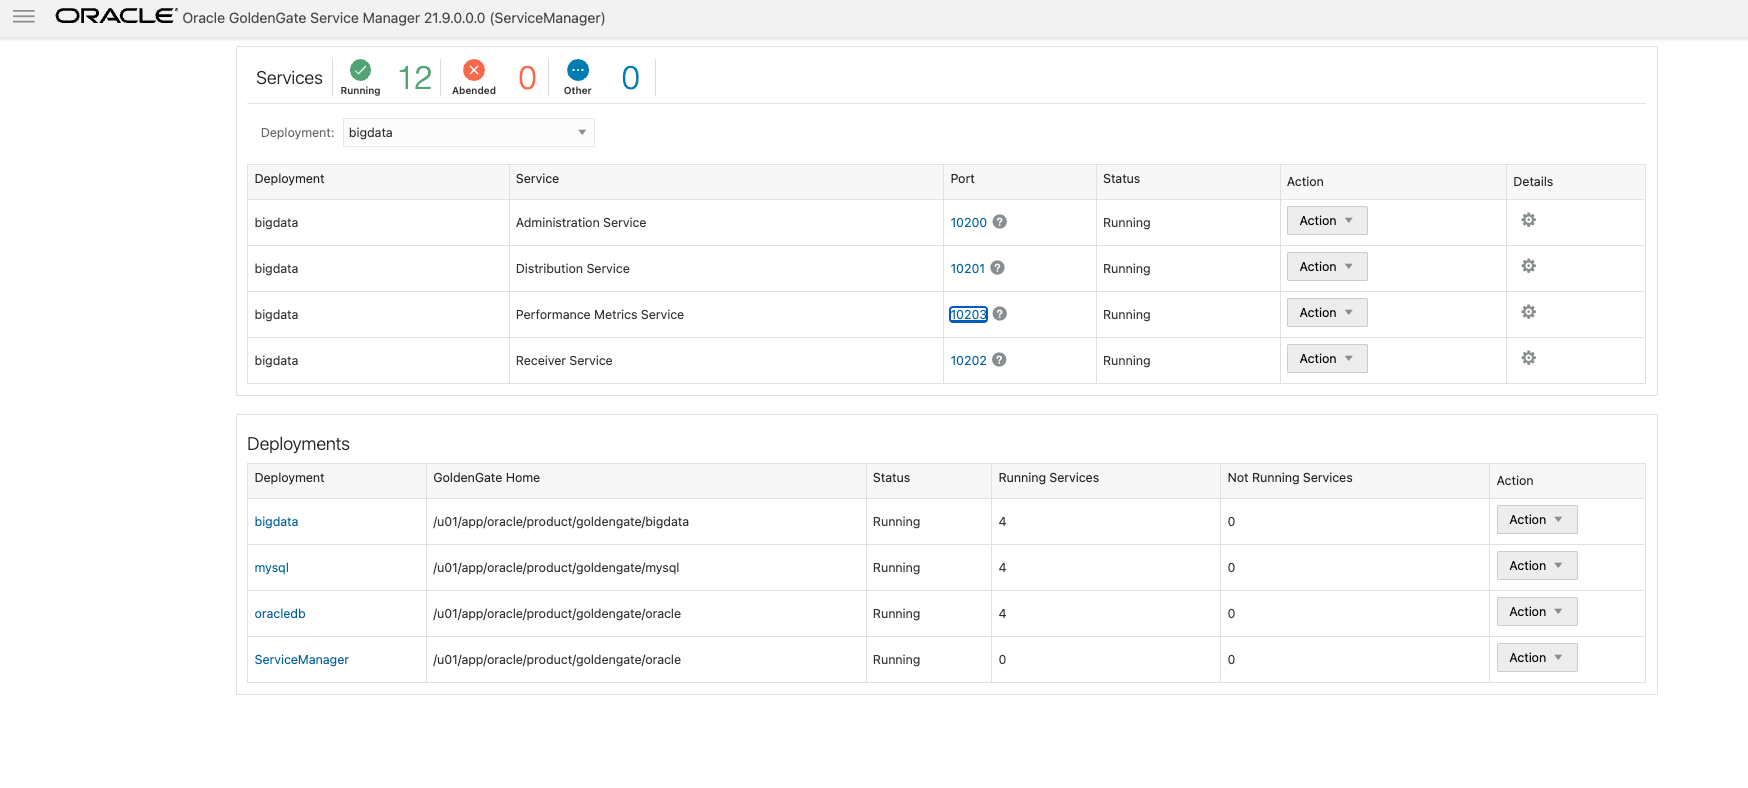 ORACLE Oracle GoldenGate Service Manager 21.9.0.0.0 (ServiceManager)
Services Running 12 Abended 0 Other 0
Deployment: bigdata
Deployment Service Port Status Action Details
bigdata Administration Service 10200 ? Running Action
bigdata Distribution Service 10201 ? Running Action
bigdata Performance Metrics Service 10203 ? Running Action
bigdata Receiver Service 10202 ? Running Action
Deployments
Deployment GoldenGate Home Status Running Services Not Running Services Action
bigdata /u01/app/oracle/product/goldengate/bigdata Running 4 0 Action
mysql /u01/app/oracle/product/goldengate/mysql Running 4 0 Action
oracledb /u01/app/oracle/product/goldengate/oracle Running 4 0 Action
ServiceManager /u01/app/oracle/product/goldengate/oracle Running 0 0 Action